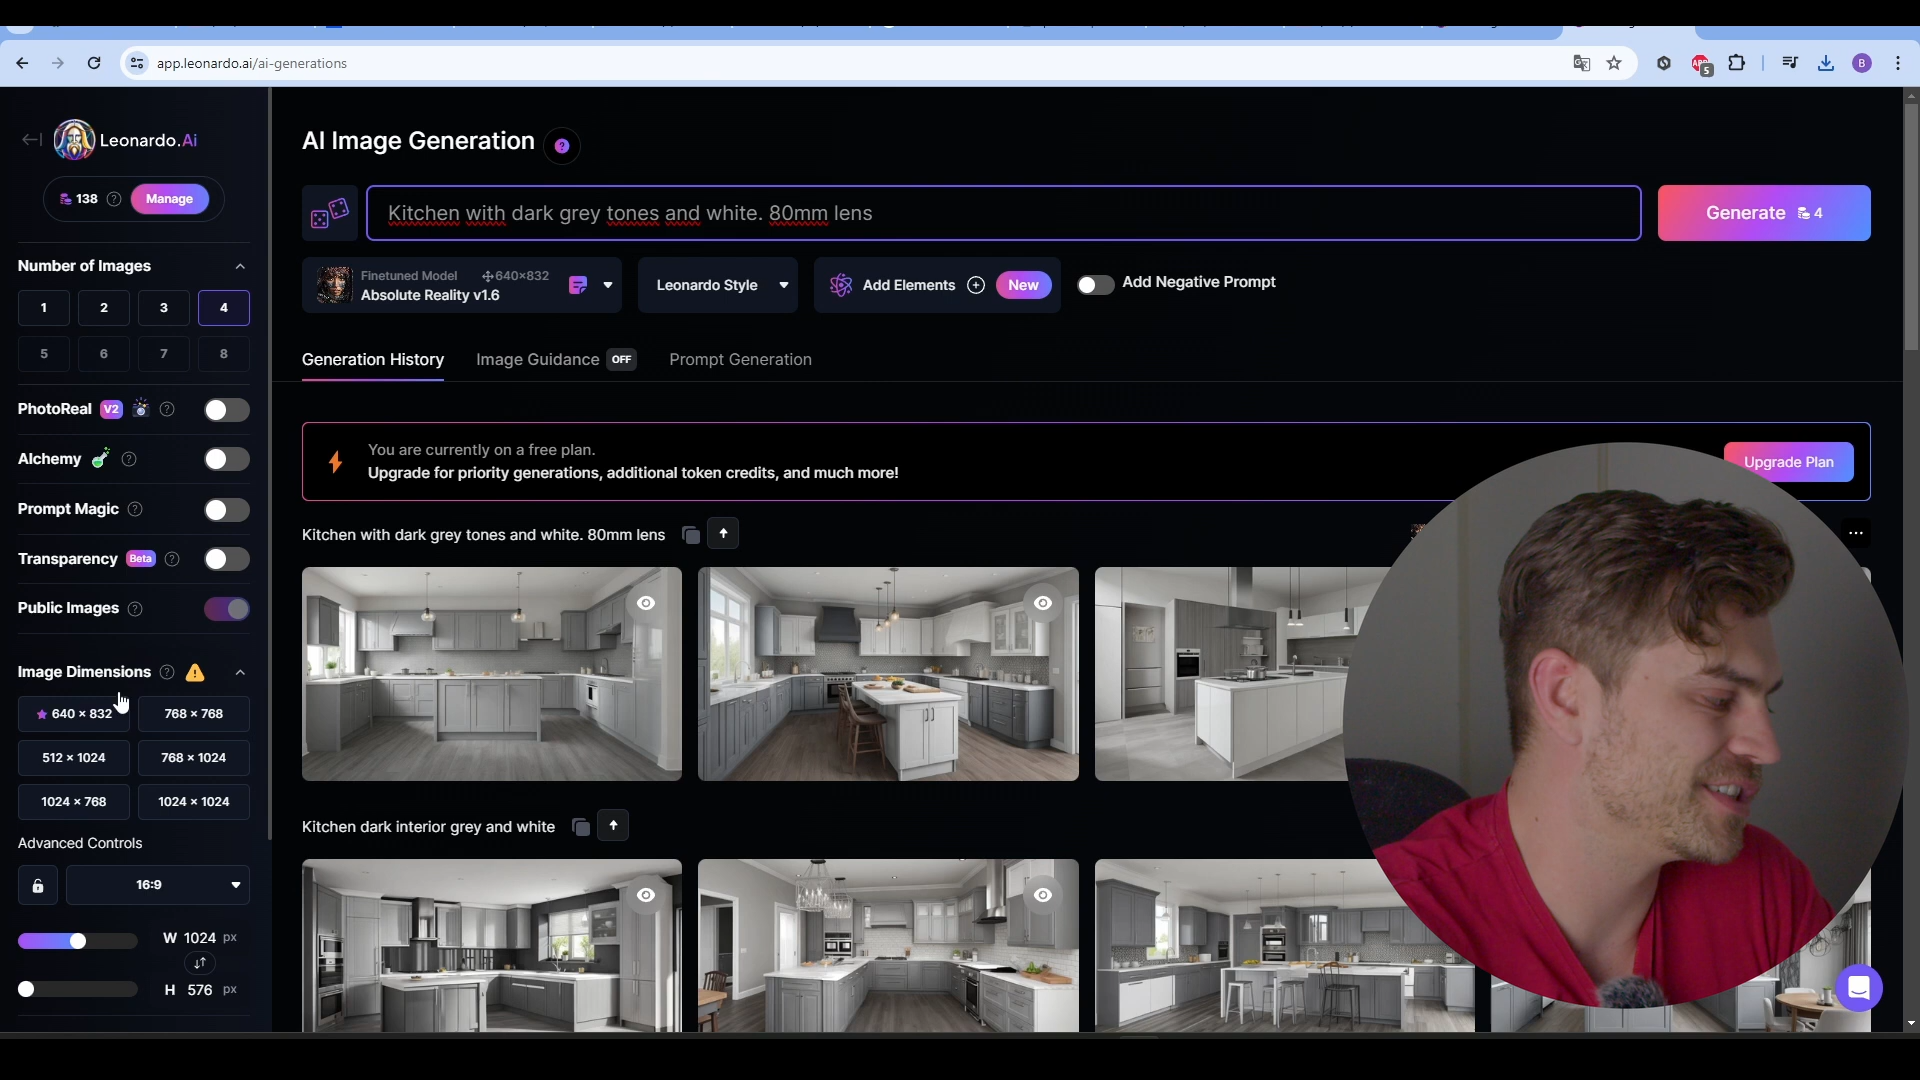 app.leonardo.ai/ai-generations
5
B
Leonardo.Ai
138 ? Manage
Number of Images
1 2 3 4
5 6 7 8
PhotoReal V2 ?
Alchemy ?
Prompt Magic ?
Transparency Beta ?
Public Images ?
Image Dimensions ?
640 × 832 768 × 768
512 × 1024 768 × 1024
1024 × 768 1024 × 1024
Advanced Controls
16:9
W 1024 px
H 576 px
AI Image Generation ?
Kitchen with dark grey tones and white. 80mm lens
Generate 4
Finetuned Model 640×832
Absolute Reality v1.6
Leonardo Style
Add Elements New
Add Negative Prompt
Generation History Image Guidance OFF Prompt Generation
You are currently on a free plan.
Upgrade for priority generations, additional token credits, and much more!
Upgrade Plan
Kitchen with dark grey tones and white. 80mm lens
Kitchen dark interior grey and white